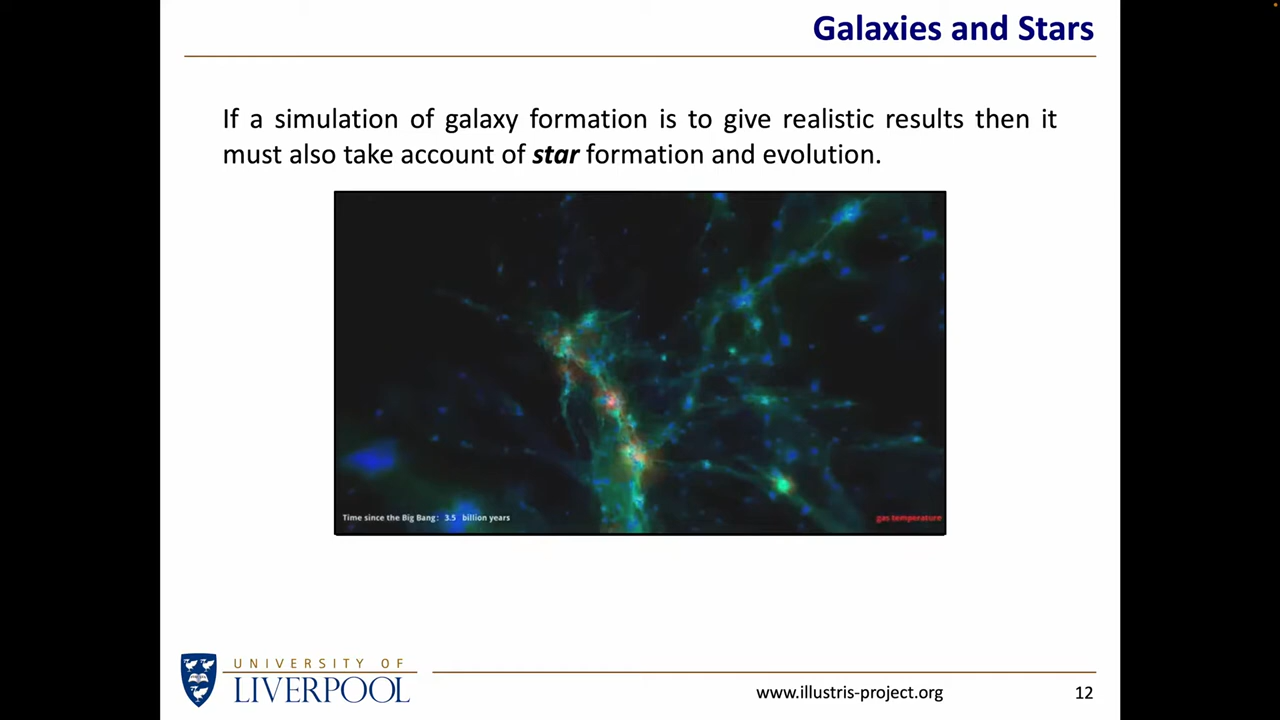 Galaxies and Stars
If a simulation of galaxy formation is to give realistic results then it
must also take account of star formation and evolution.
Time since the Big Bang: 3.5 billion years
gas temperature
UNIVERSITY OF
LIVERPOOL
www.illustris-project.org
12